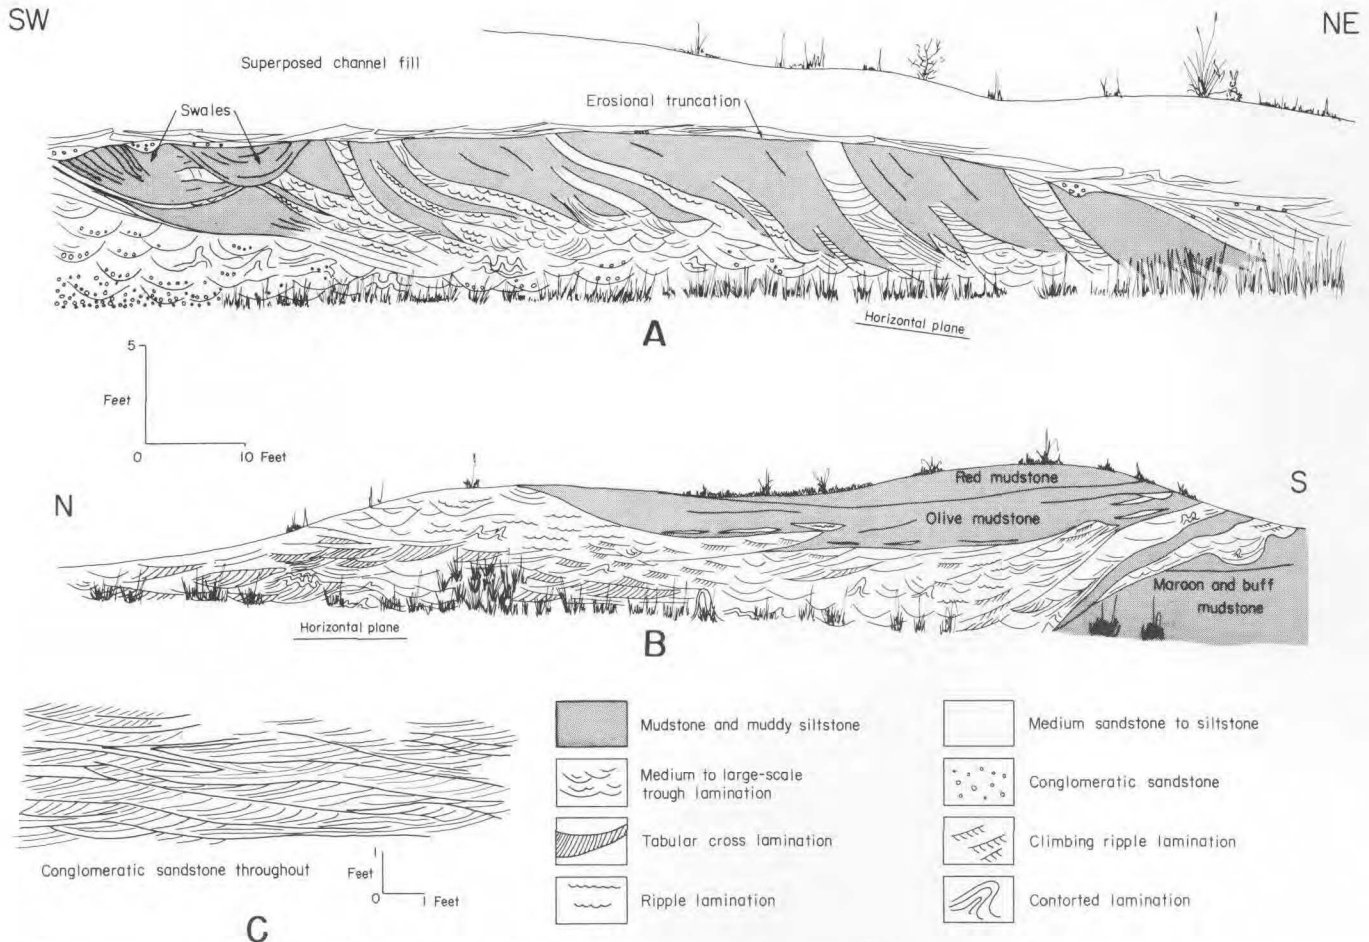 SW
NE
Superposed channel fill
Swales
Erosional truncation
Horizontal plane
A
5
Feet
0
10 Feet
N
S
Red mudstone
Olive mudstone
Maroon and buff
mudstone
Horizontal plane
B
Conglomeratic sandstone throughout
1
Feet
0
1 Feet
C
Mudstone and muddy siltstone
Medium to large-scale
trough lamination
Tabular cross lamination
Ripple lamination
Medium sandstone to siltstone
Conglomeratic sandstone
Climbing ripple lamination
Contorted lamination